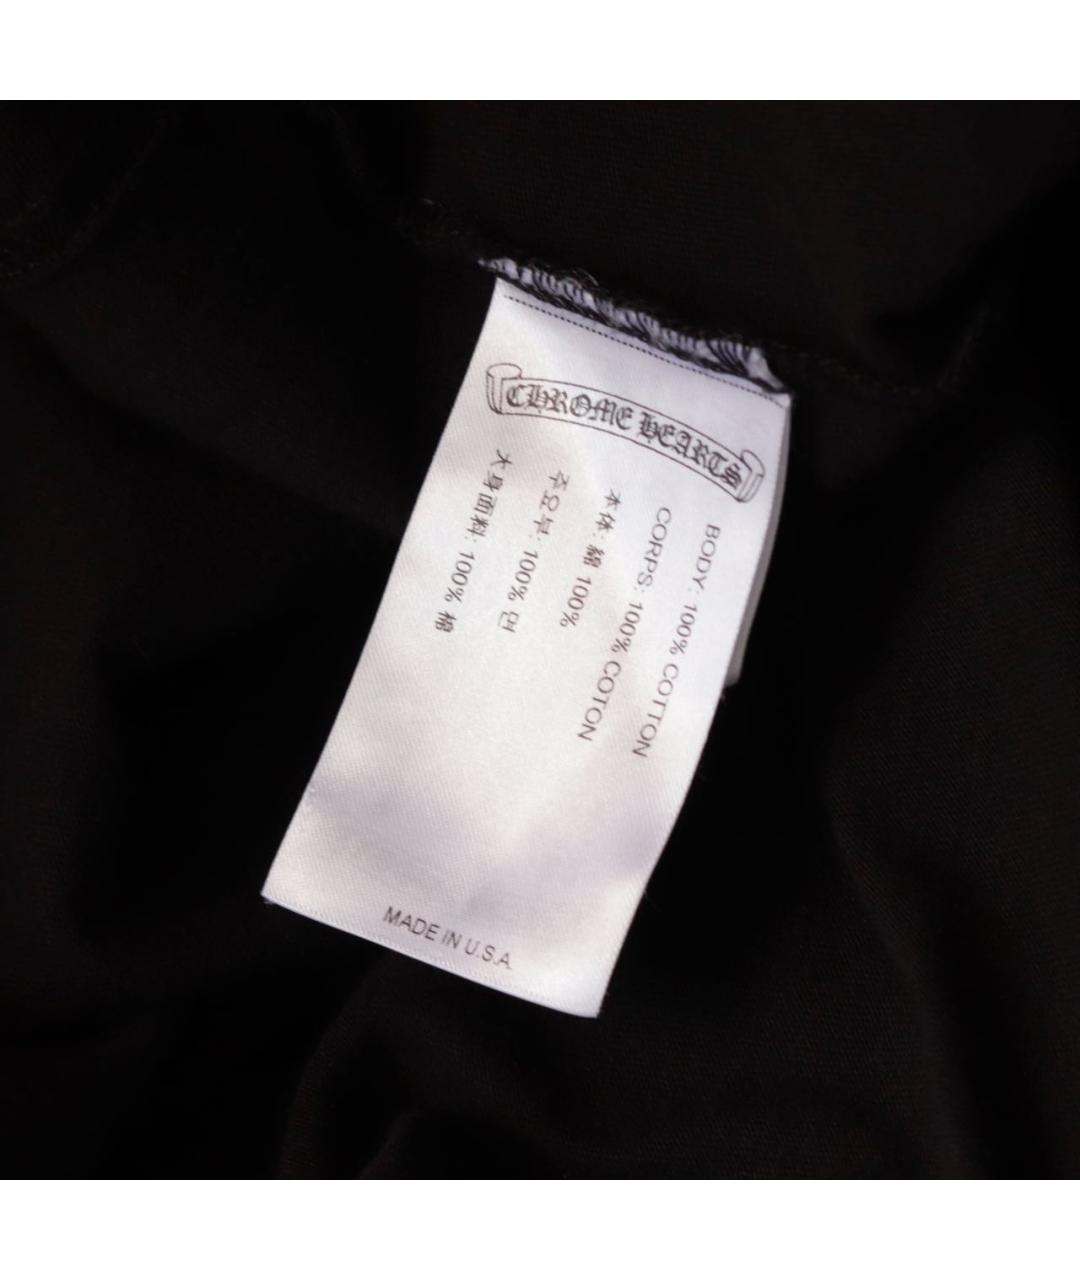 CHROME HEARTS
BODY: 100% COTTON
CORPS: 100% COTON
本体: 綿 100%
주요부: 100% 면
大身面料: 100% 棉
MADE IN U.S.A.